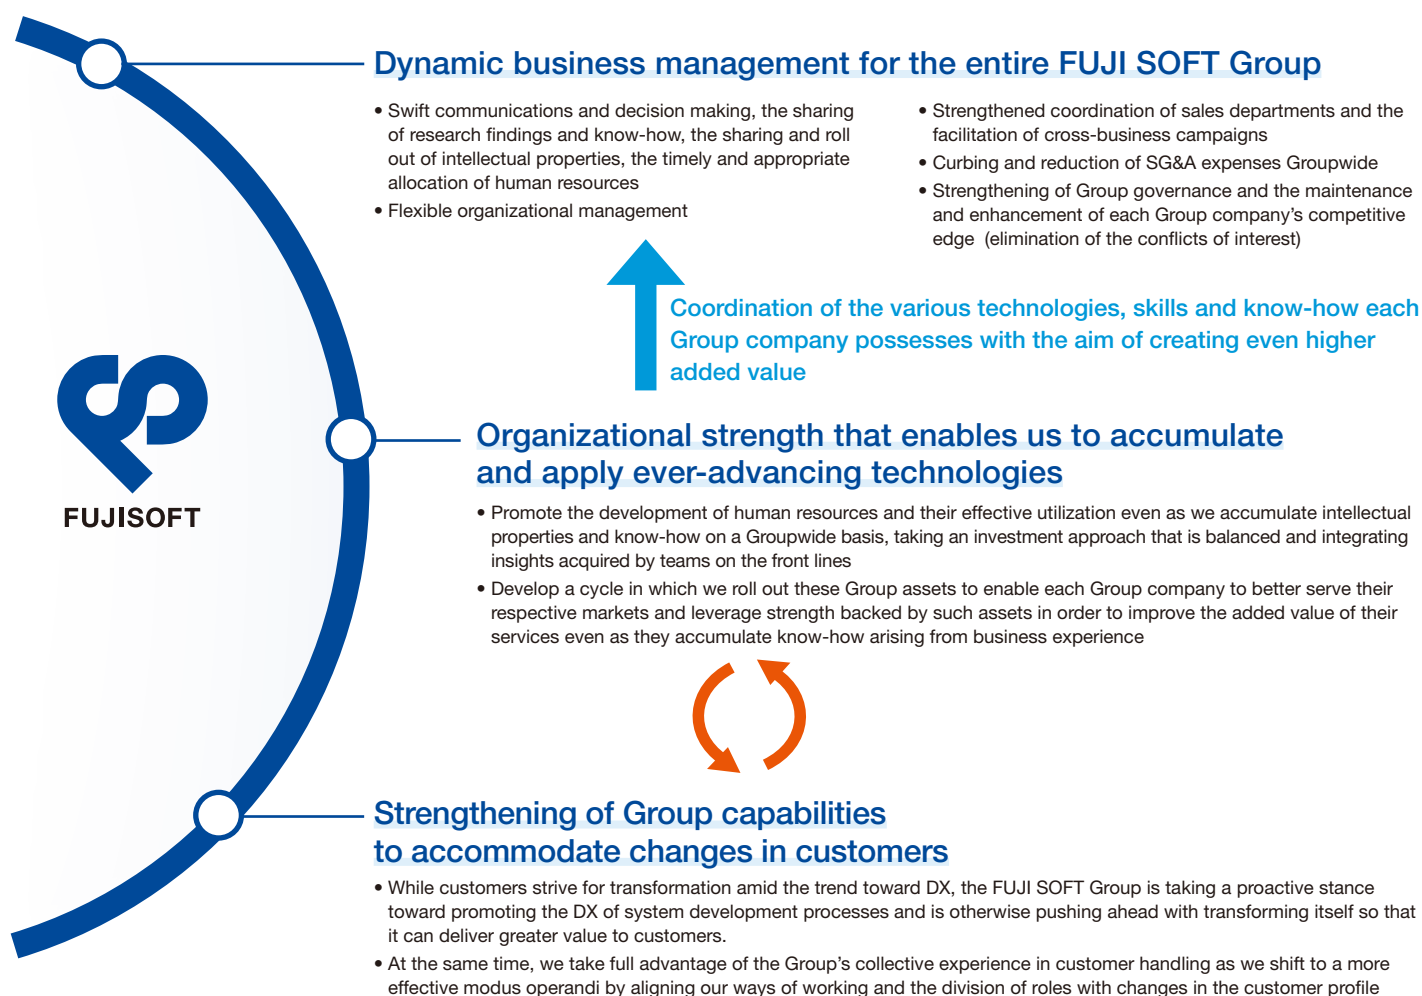 Dynamic business management for the entire FUJI SOFT Group
• Swift communications and decision making, the sharing
of research findings and know-how, the sharing and roll
out of intellectual properties, the timely and appropriate
allocation of human resources
• Flexible organizational management
• Strengthened coordination of sales departments and the
facilitation of cross-business campaigns
• Curbing and reduction of SG&A expenses Groupwide
• Strengthening of Group governance and the maintenance
and enhancement of each Group company's competitive
edge (elimination of the conflicts of interest)
Coordination of the various technologies, skills and know-how each
Group company possesses with the aim of creating even higher
added value
FUJISOFT
Organizational strength that enables us to accumulate
and apply ever-advancing technologies
• Promote the development of human resources and their effective utilization even as we accumulate intellectual
properties and know-how on a Groupwide basis, taking an investment approach that is balanced and integrating
insights acquired by teams on the front lines
• Develop a cycle in which we roll out these Group assets to enable each Group company to better serve their
respective markets and leverage strength backed by such assets in order to improve the added value of their
services even as they accumulate know-how arising from business experience
Strengthening of Group capabilities
to accommodate changes in customers
• While customers strive for transformation amid the trend toward DX, the FUJI SOFT Group is taking a proactive stance
toward promoting the DX of system development processes and is otherwise pushing ahead with transforming itself so that
it can deliver greater value to customers.
• At the same time, we take full advantage of the Group's collective experience in customer handling as we shift to a more
effective modus operandi by aligning our ways of working and the division of roles with changes in the customer profile